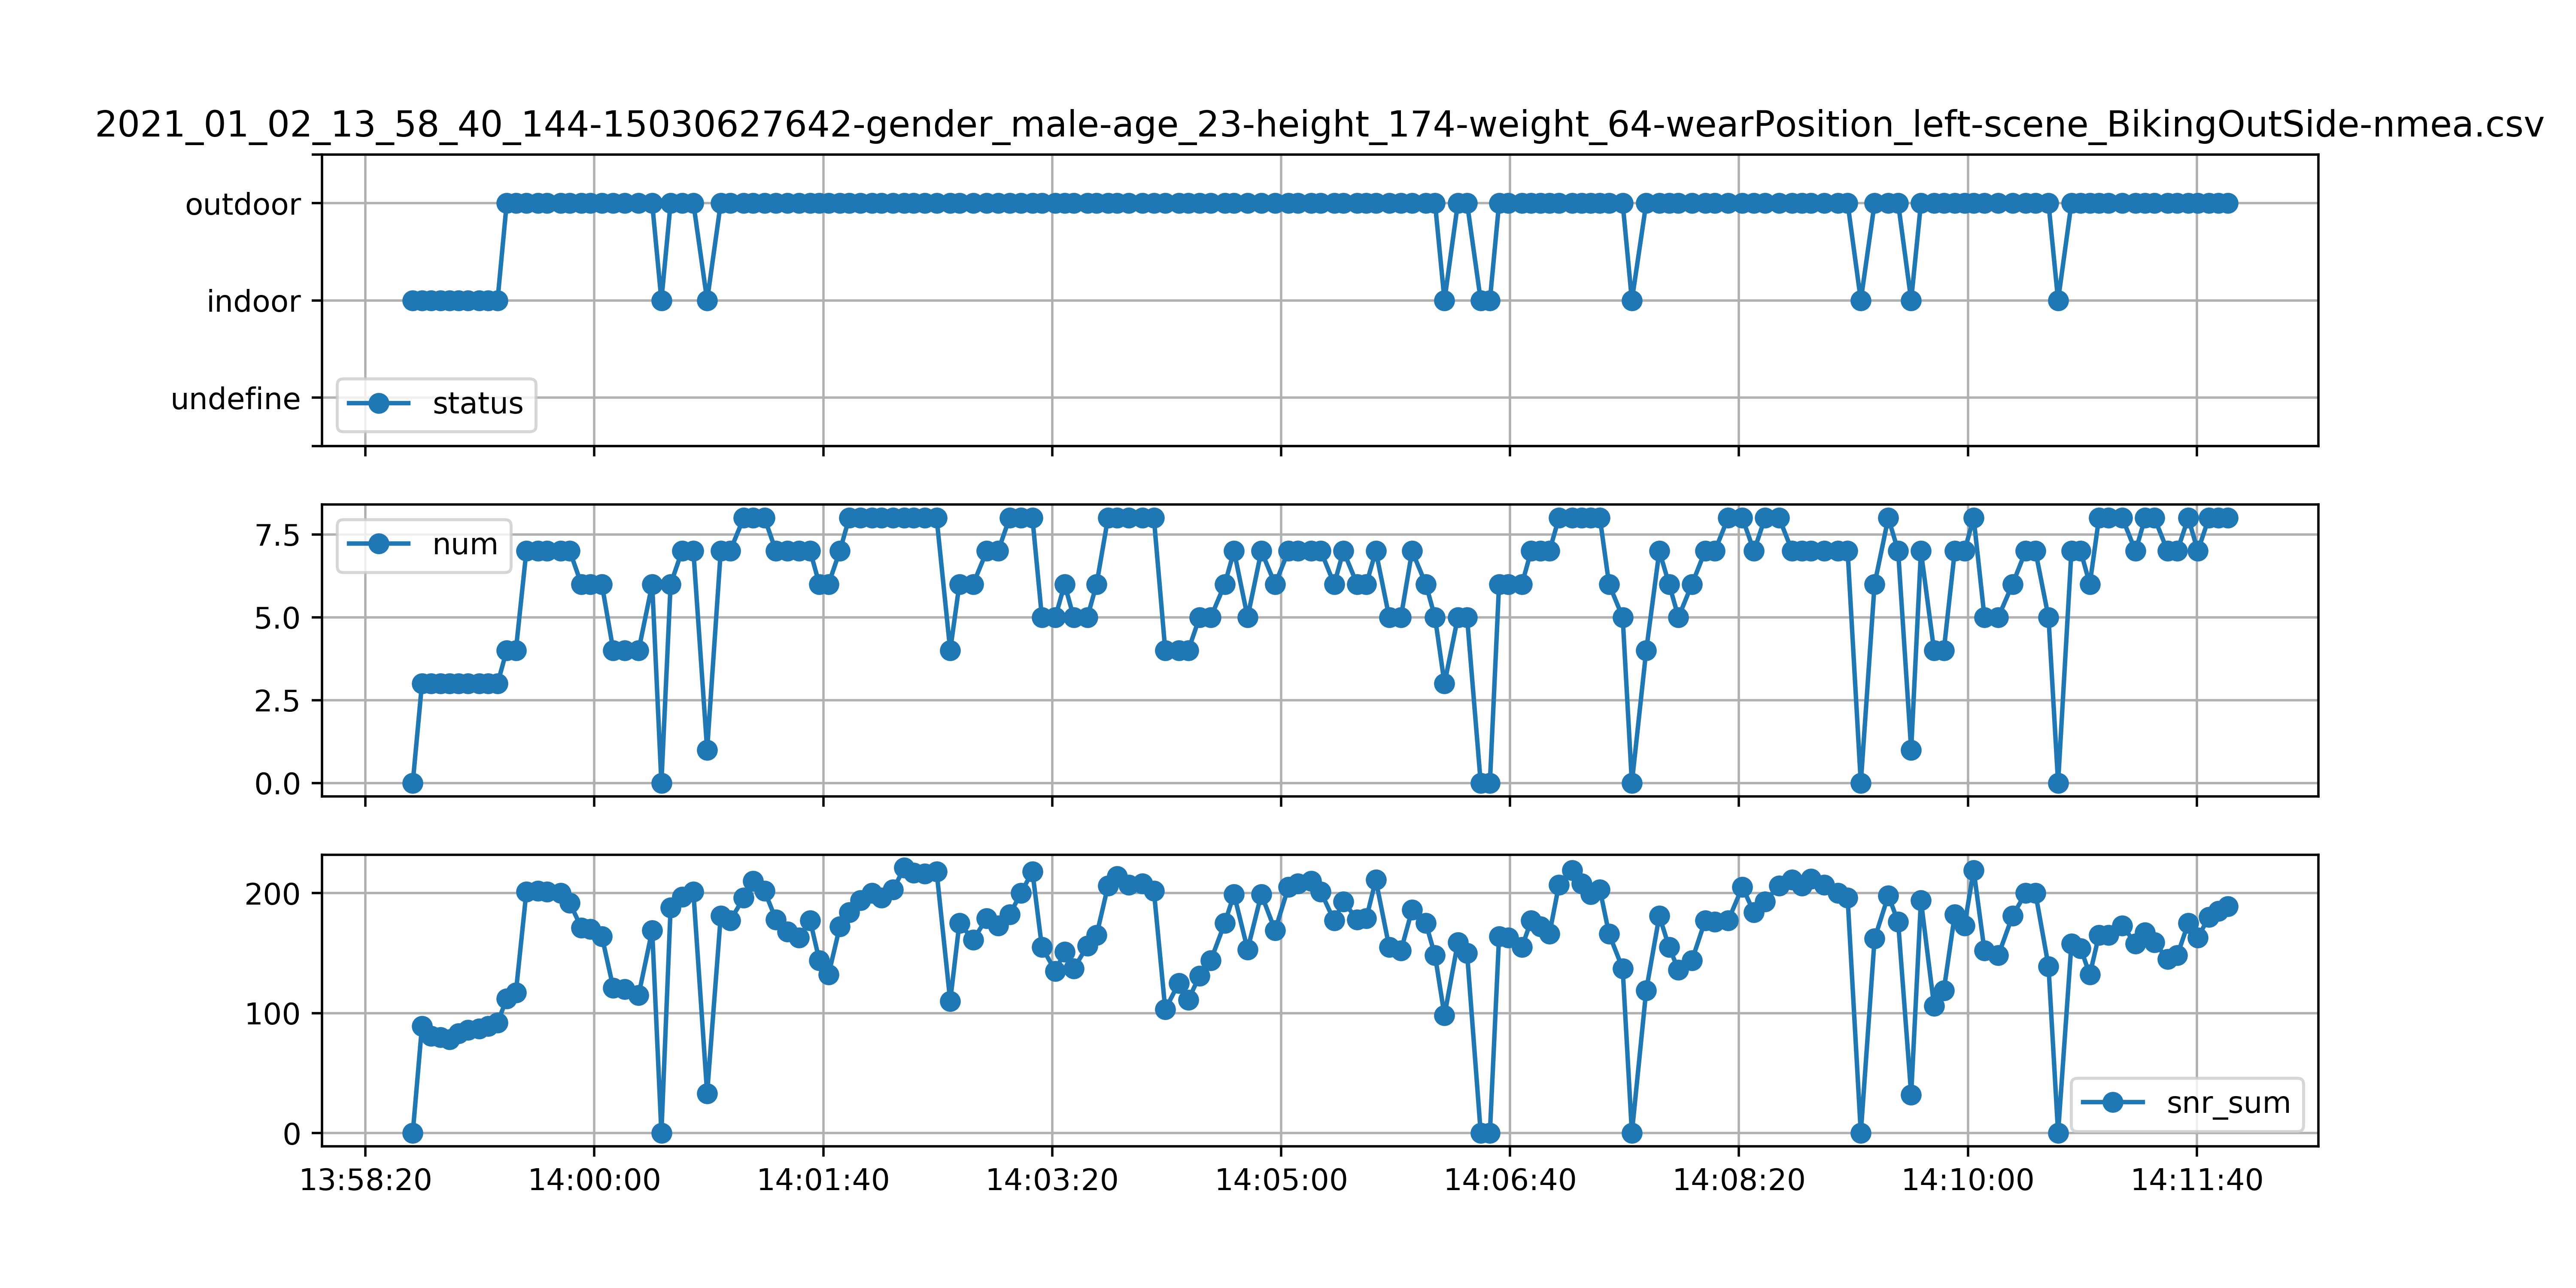 2021_01_02_13_58_40_144-15030627642-gender_male-age_23-height_174-weight_64-wearPosition_left-scene_BikingOutSide-nmea.csv
outdoor
indoor
undefine
status
7.5
5.0
2.5
0.0
num
200
100
0
snr_sum
13:58:20 14:00:00 14:01:40 14:03:20 14:05:00 14:06:40 14:08:20 14:10:00 14:11:40